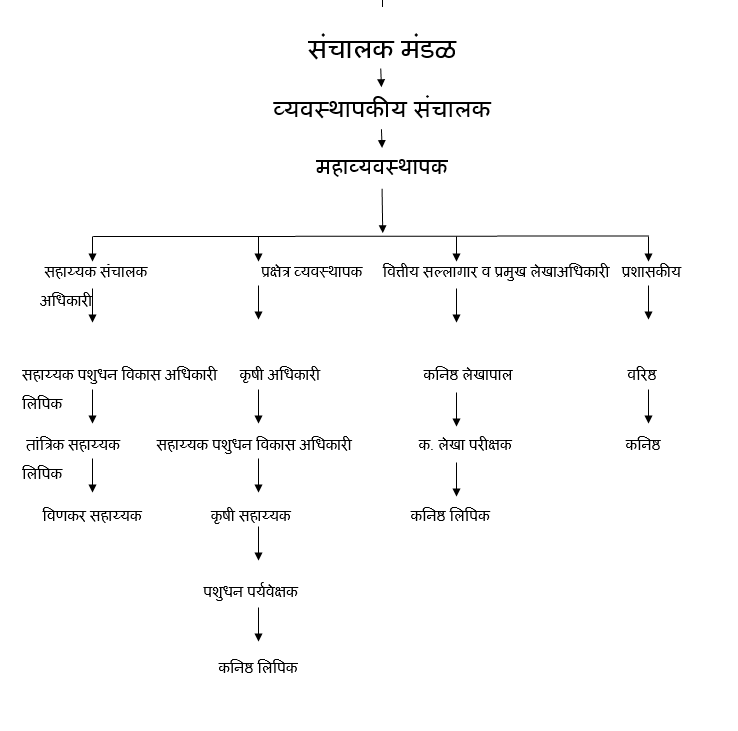 संचालक मंडळ
व्यवस्थापकीय संचालक
महाव्यवस्थापक
सहाय्यक संचालक प्रक्षेत्र व्यवस्थापक वित्तीय सल्लागार व प्रमुख लेखाअधिकारी प्रशासकीय
अधिकारी
सहाय्यक पशुधन विकास अधिकारी कृषी अधिकारी कनिष्ठ लेखापाल वरिष्ठ
लिपिक
तांत्रिक सहाय्यक सहाय्यक पशुधन विकास अधिकारी क. लेखा परीक्षक कनिष्ठ
लिपिक
विणकर सहाय्यक कृषी सहाय्यक कनिष्ठ लिपिक
पशुधन पर्यवेक्षक
कनिष्ठ लिपिक